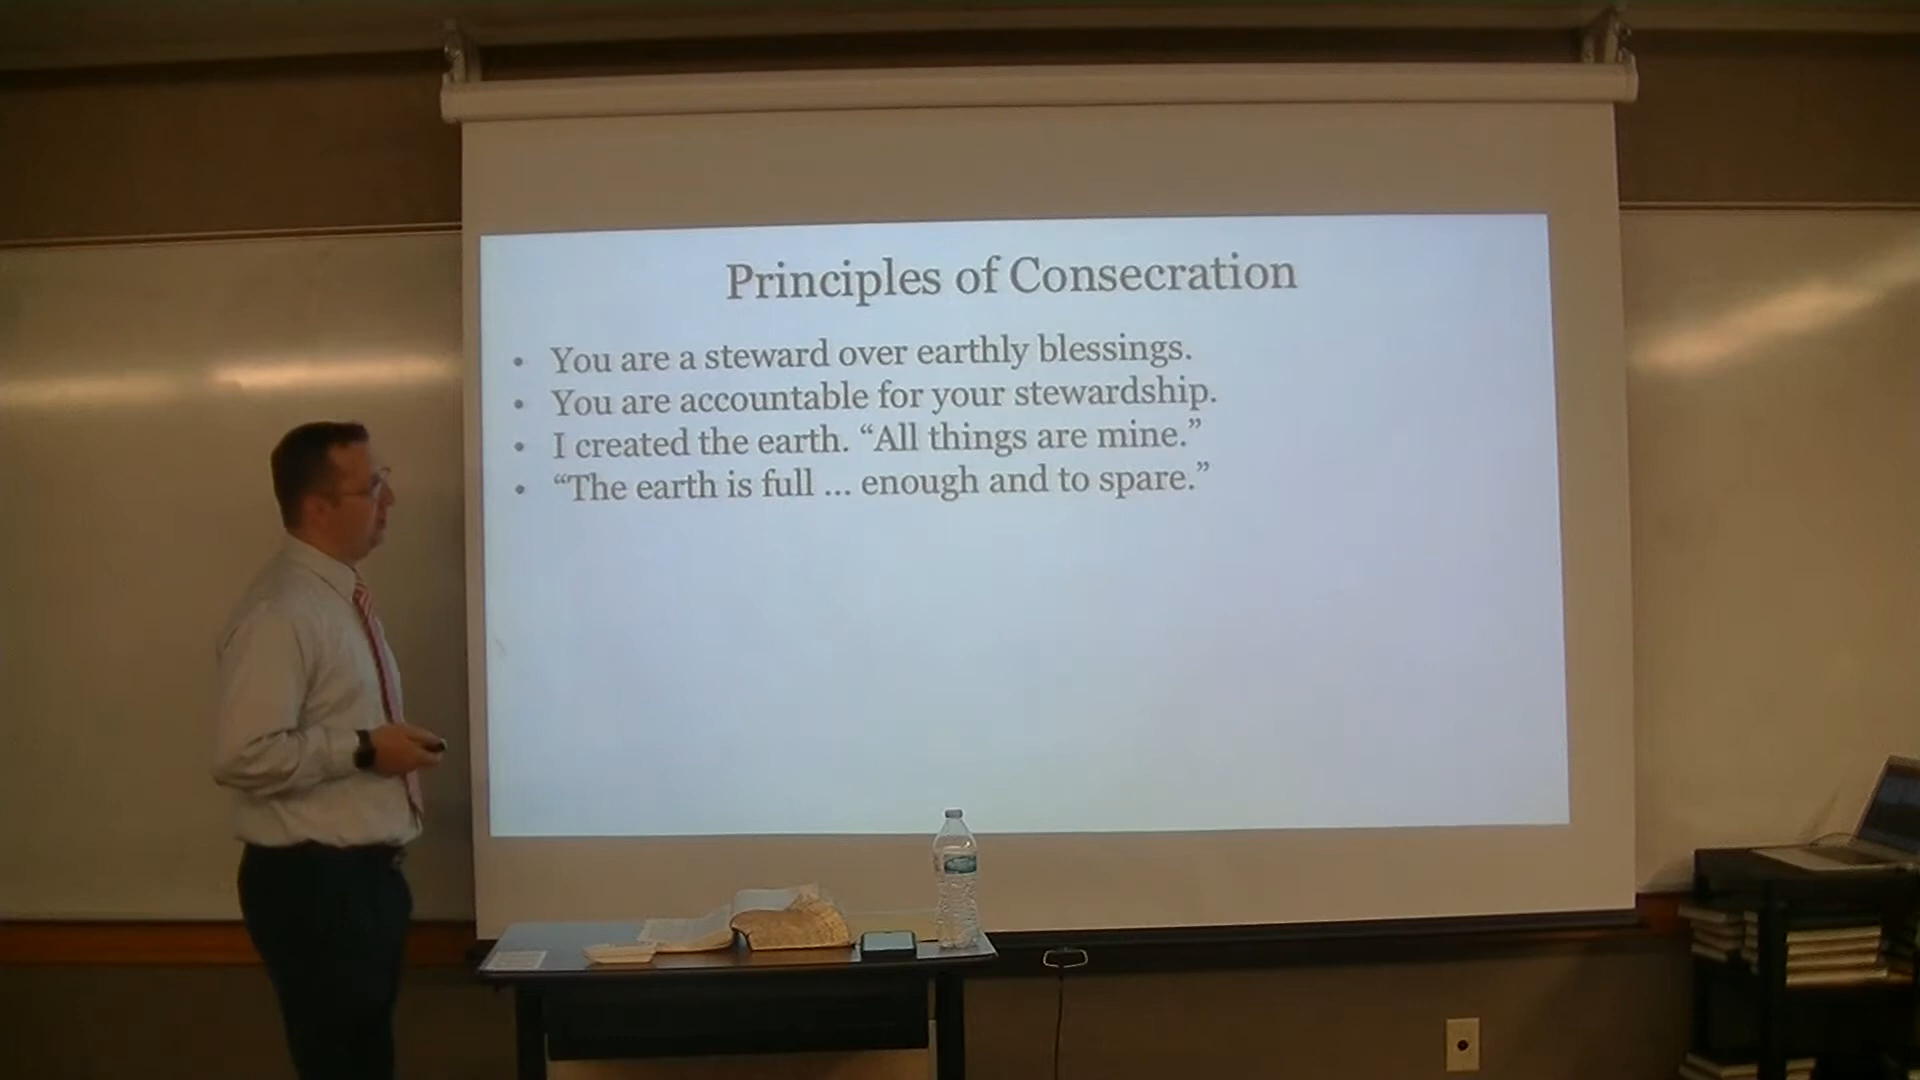 Principles of Consecration
• You are a steward over earthly blessings.
• You are accountable for your stewardship.
• I created the earth. “All things are mine.”
• “The earth is full ... enough and to spare.”